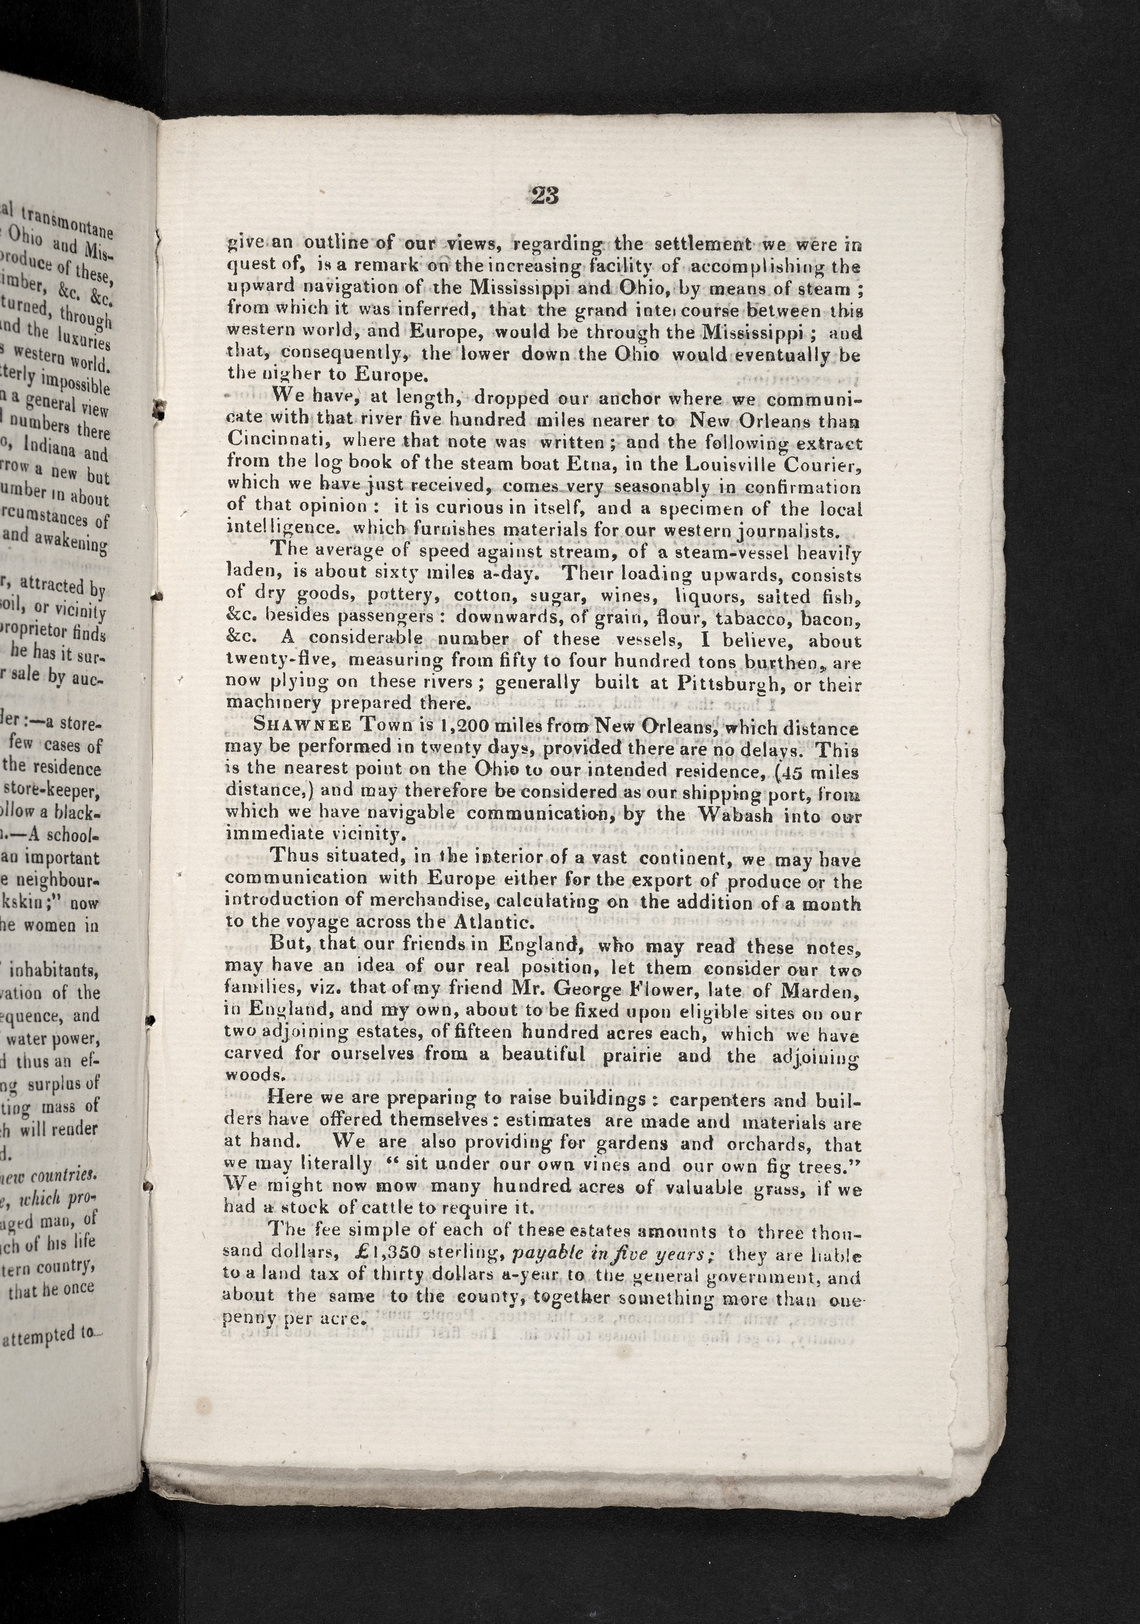 al transmontane
Ohio and Mis-
produce of these,
imber, &c. &c.
turned, through
and the luxuries
s western world.
tterly impossible
n a general view
numbers there
o, Indiana and
rrow a new but
umber in about
rcumstances of
and awakening
r, attracted by
soil, or vicinity
proprietor finds
he has it sur-
r sale by auc-
der :—a store-
few cases of
the residence
store-keeper,
ollow a black-
.—A school-
an important
e neighbour-
kskin;" now
he women in
inhabitants,
vation of the
equence, and
water power,
d thus an ef-
ng surplus of
ting mass of
ch will render
d.
new countries.
e, which pro-
aged man, of
ch of his life
tern country,
that he once
attempted to
23
give an outline of our views, regarding the settlement we were in
quest of, is a remark on the increasing facility of accomplishing the
upward navigation of the Mississippi and Ohio, by means of steam ;
from which it was inferred, that the grand intercourse between this
western world, and Europe, would be through the Mississippi ; and
that, consequently, the lower down the Ohio would eventually be
the nigher to Europe.
We have, at length, dropped our anchor where we communi-
cate with that river five hundred miles nearer to New Orleans than
Cincinnati, where that note was written ; and the following extract
from the log book of the steam boat Etna, in the Louisville Courier,
which we have just received, comes very seasonably in confirmation
of that opinion : it is curious in itself, and a specimen of the local
intelligence. which furnishes materials for our western journalists.
The average of speed against stream, of a steam-vessel heavily
laden, is about sixty miles a-day. Their loading upwards, consists
of dry goods, pottery, cotton, sugar, wines, liquors, salted fish,
&c. besides passengers : downwards, of grain, flour, tabacco, bacon,
&c. A considerable number of these vessels, I believe, about
twenty-five, measuring from fifty to four hundred tons burthen, are
now plying on these rivers ; generally built at Pittsburgh, or their
machinery prepared there.
SHAWNEE TOWN is 1,200 miles from New Orleans, which distance
may be performed in twenty days, provided there are no delays. This
is the nearest point on the Ohio to our intended residence, (45 miles
distance,) and may therefore be considered as our shipping port, from
which we have navigable communication, by the Wabash into our
immediate vicinity.
Thus situated, in the interior of a vast continent, we may have
communication with Europe either for the export of produce or the
introduction of merchandise, calculating on the addition of a month
to the voyage across the Atlantic.
But, that our friends in England, who may read these notes,
may have an idea of our real position, let them consider our two
families, viz. that of my friend Mr. George Flower, late of Marden,
in England, and my own, about to be fixed upon eligible sites on our
two adjoining estates, of fifteen hundred acres each, which we have
carved for ourselves from a beautiful prairie and the adjoining
woods.
Here we are preparing to raise buildings : carpenters and buil-
ders have offered themselves : estimates are made and materials are
at hand. We are also providing for gardens and orchards, that
we may literally “ sit under our own vines and our own fig trees.”
We might now mow many hundred acres of valuable grass, if we
had a stock of cattle to require it.
The fee simple of each of these estates amounts to three thou-
sand dollars, £1,350 sterling, payable in five years; they are liable
to a land tax of thirty dollars a-year to the general government, and
about the same to the county, together something more than one
penny per acre.